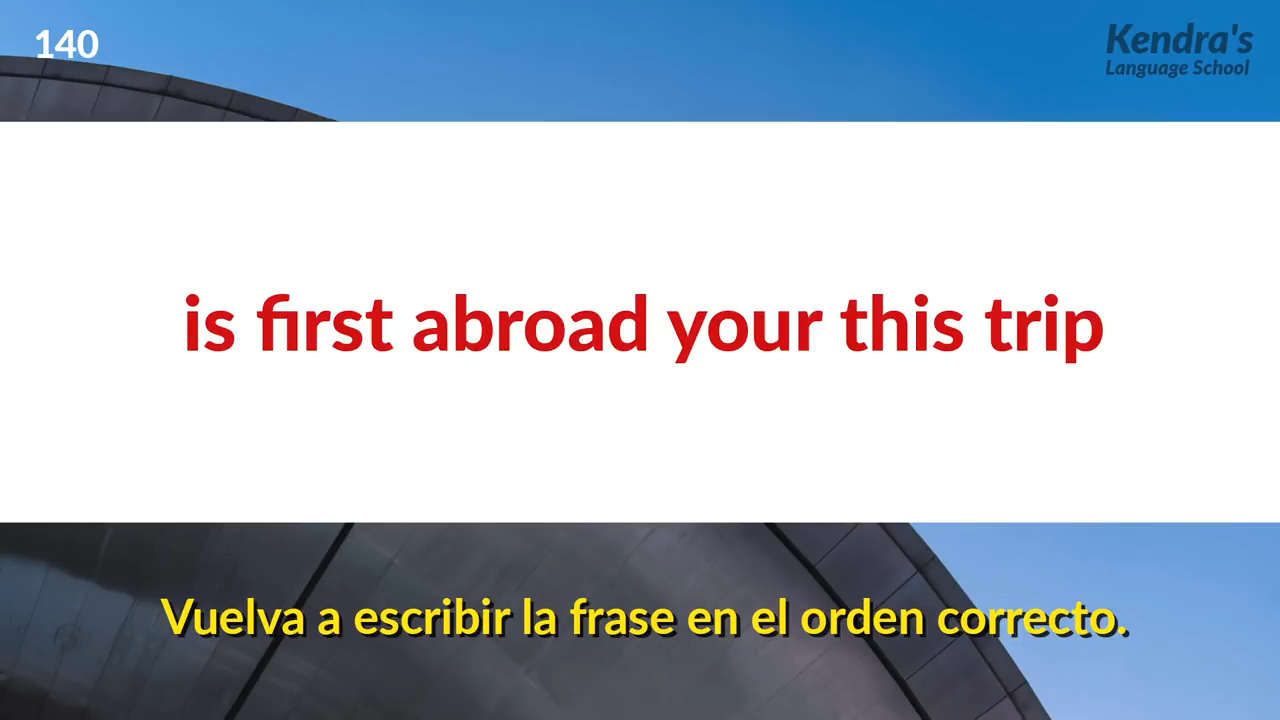 140
Kendra's
Language School
is first abroad your this trip
Vuelva a escribir la frase en el orden correcto.